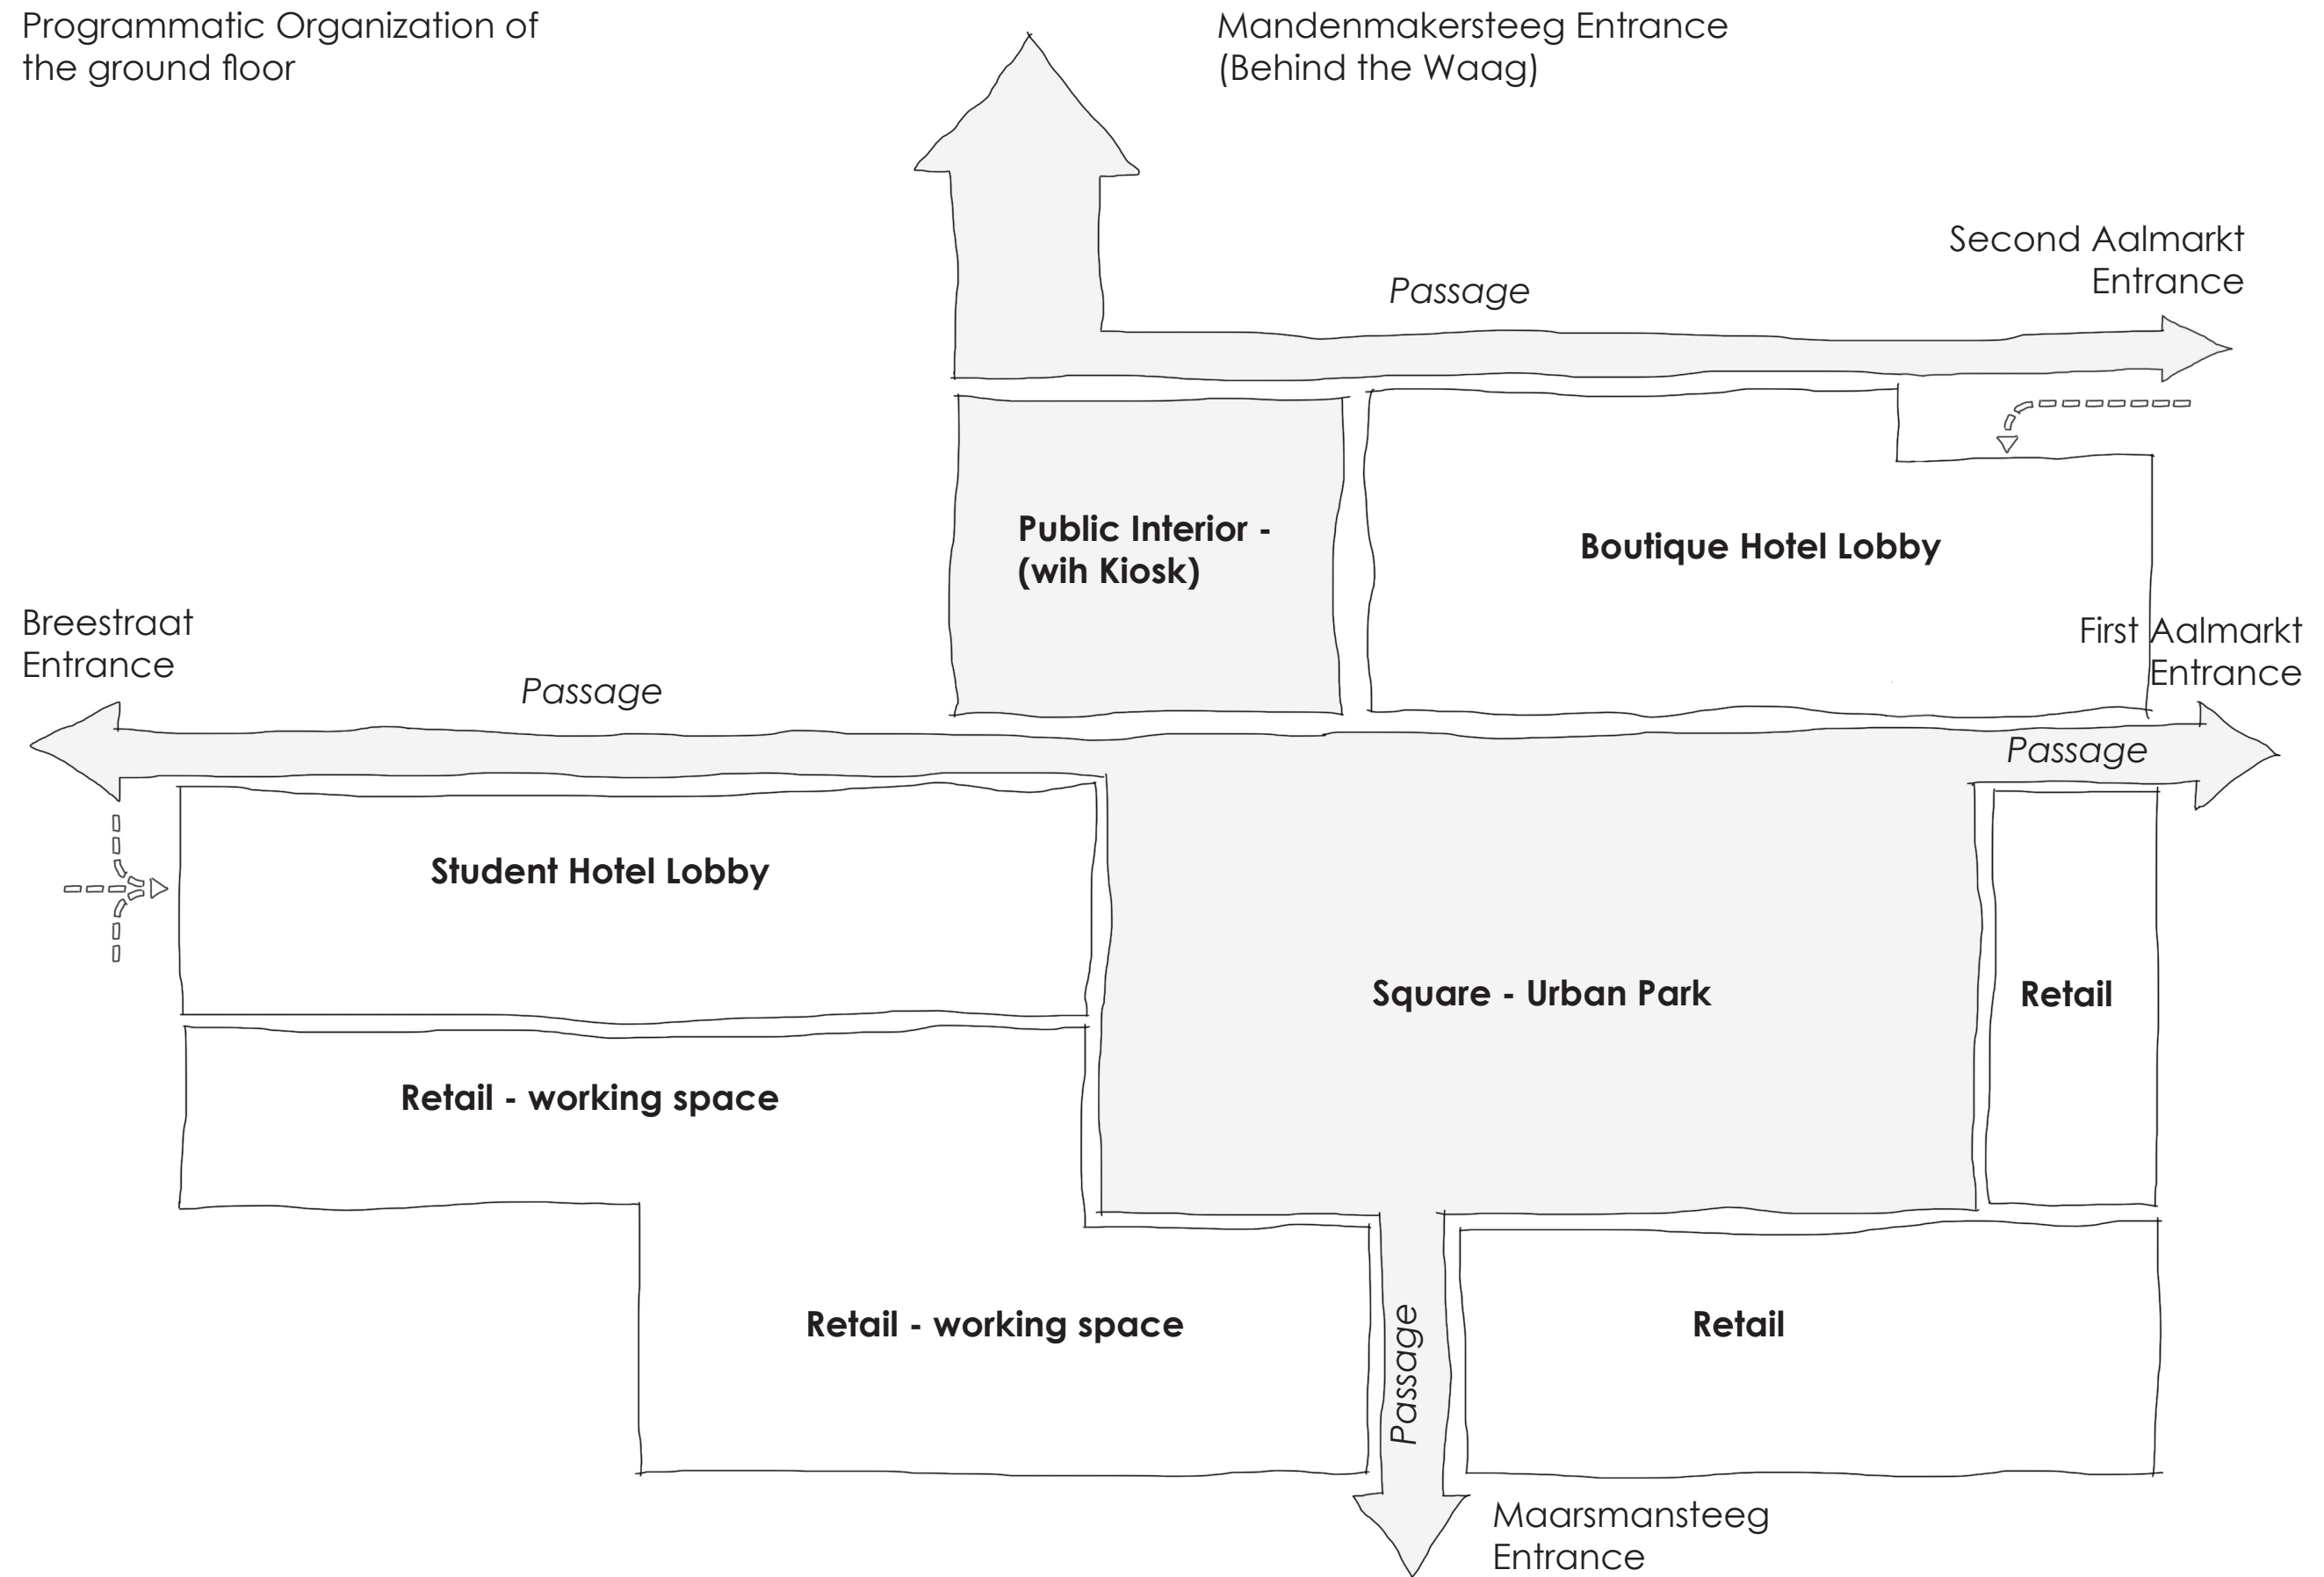 Programmatic Organization of
the ground floor
Mandenmakersteeg Entrance
(Behind the Waag)
Second Aalmarkt
Entrance
Passage
Public Interior -
(wih Kiosk)
Boutique Hotel Lobby
Breestraat
Entrance
First Aalmarkt
Entrance
Passage
Passage
Student Hotel Lobby
Square - Urban Park
Retail
Retail - working space
Retail - working space
Passage
Retail
Maarsmansteeg
Entrance